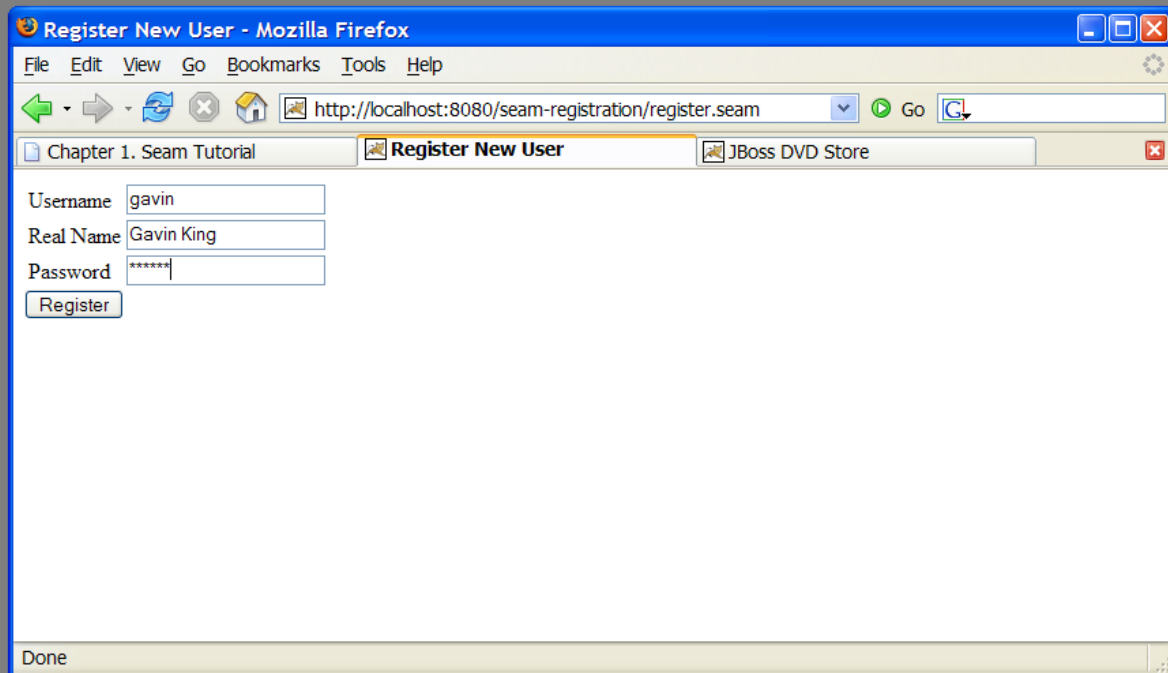 Register New User - Mozilla Firefox
File Edit View Go Bookmarks Tools Help
http://localhost:8080/seam-registration/register.seam Go G
Chapter 1. Seam Tutorial Register New User JBoss DVD Store
Username gavin
Real Name Gavin King
Password ******
Register
Done